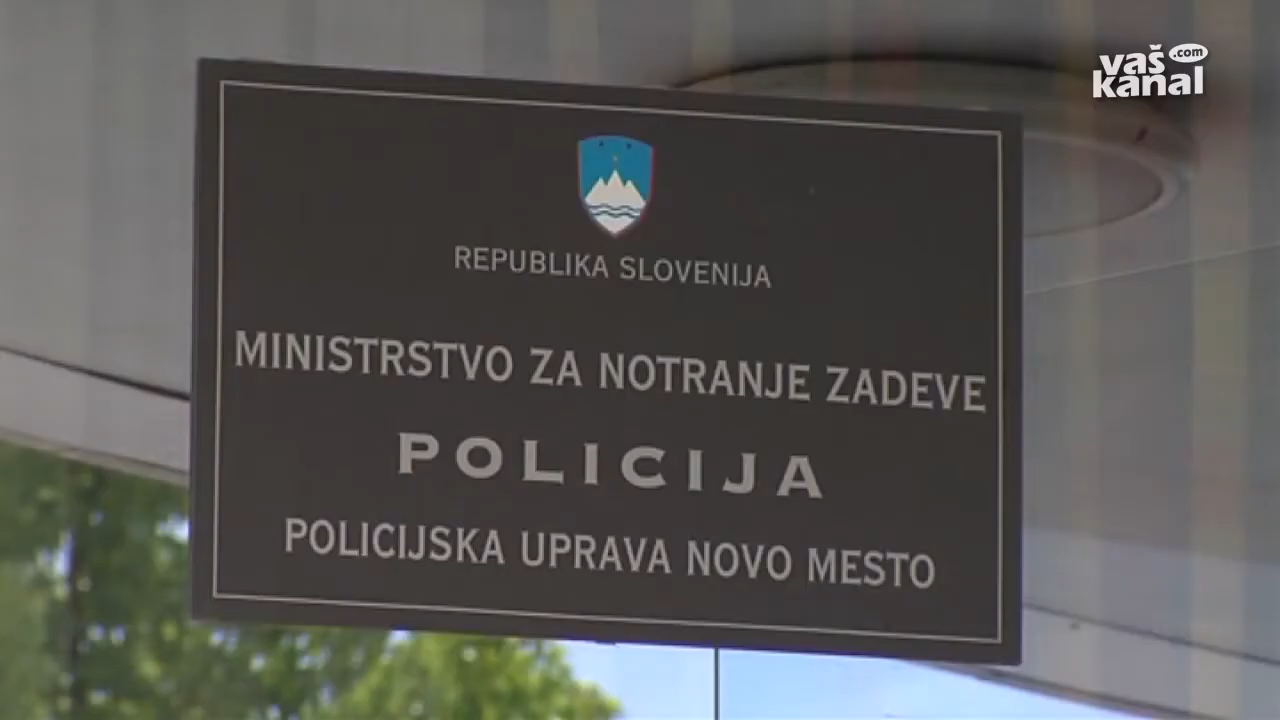 vaš.com
kanal
REPUBLIKA SLOVENIJA
MINISTRSTVO ZA NOTRANJE ZADEVE
POLICIJA
POLICIJSKA UPRAVA NOVO MESTO